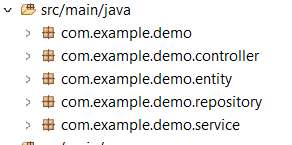 src/main/java
com.example.demo
com.example.demo.controller
com.example.demo.entity
com.example.demo.repository
com.example.demo.service